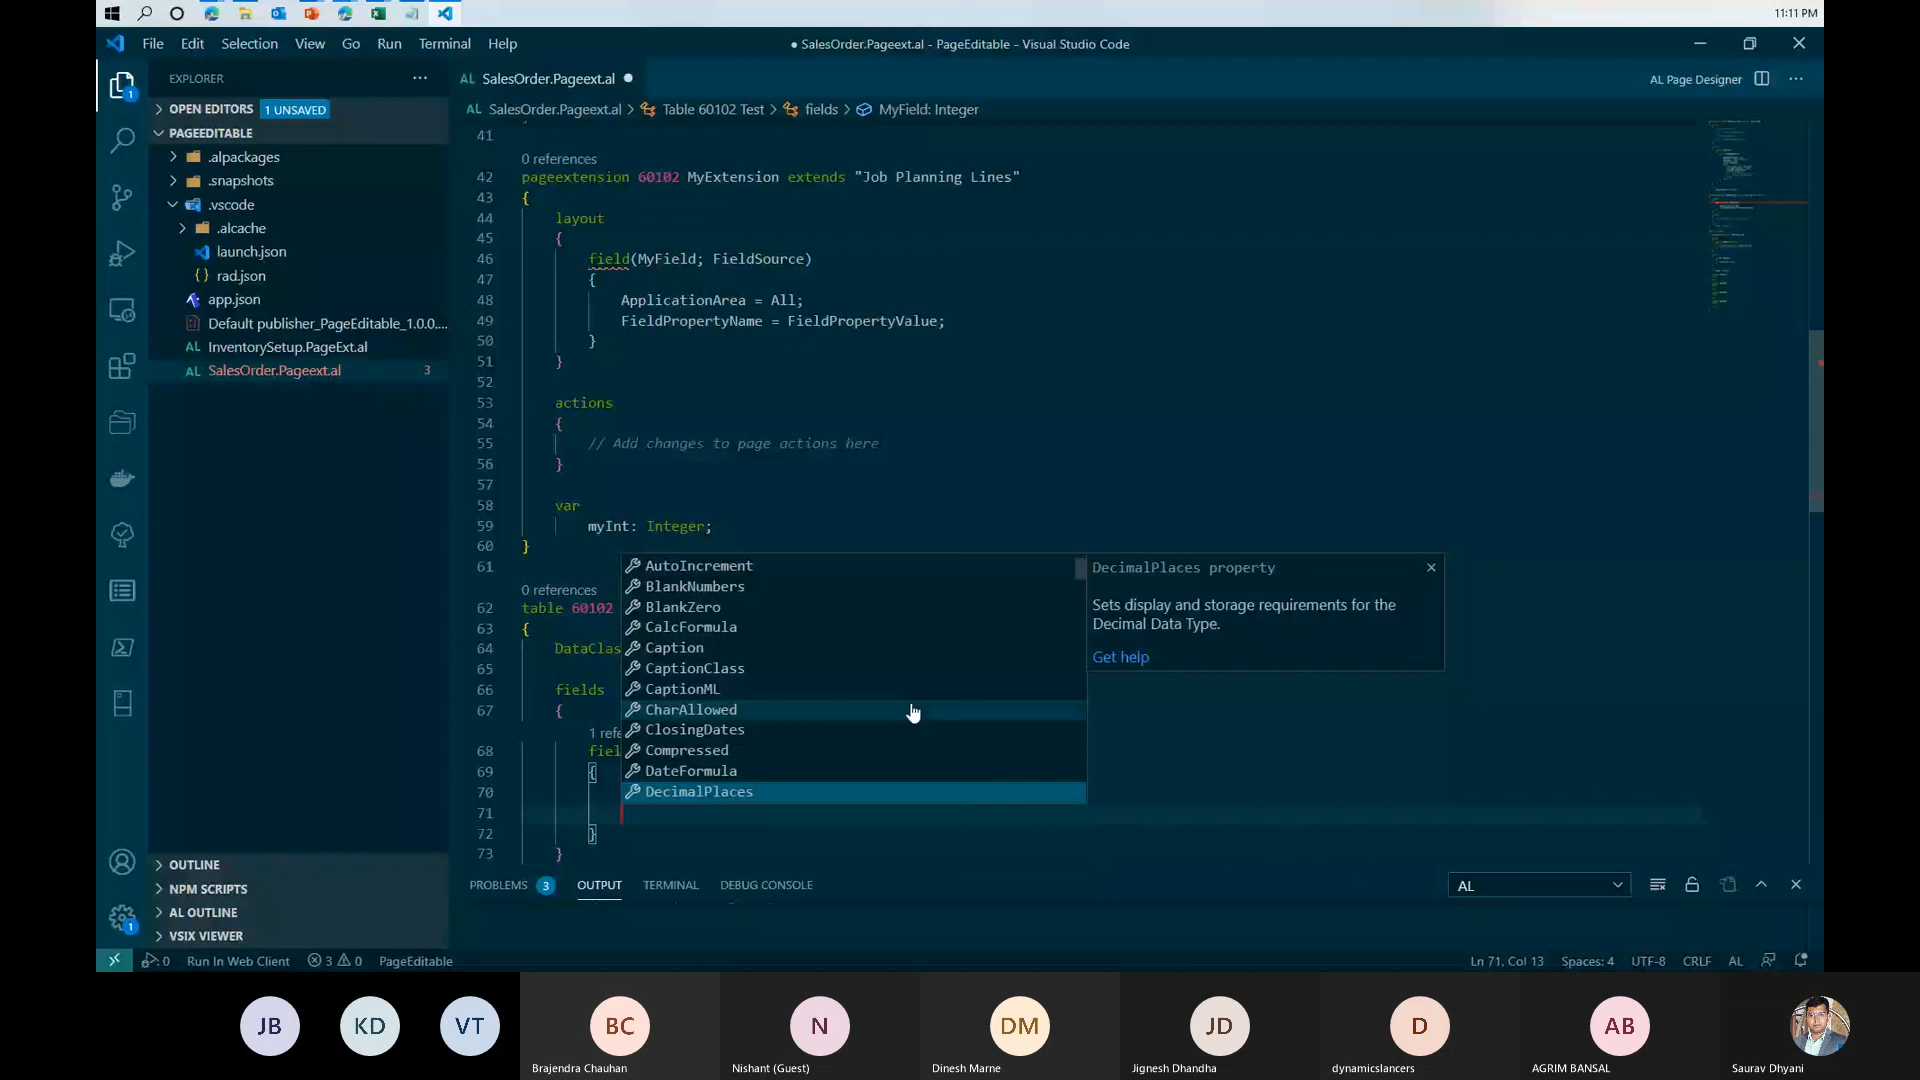 11:11 PM
File Edit Selection View Go Run Terminal Help
● SalesOrder.Pageext.al - PageEditable - Visual Studio Code
EXPLORER
AL SalesOrder.Pageext.al
AL Page Designer
OPEN EDITORS 1 UNSAVED
AL SalesOrder.Pageext.al > Table 60102 Test > fields > MyField: Integer
PAGEEDITABLE
.alpackages
.snapshots
.vscode
.alcache
launch.json
rad.json
app.json
Default publisher_PageEditable_1.0.0....
AL InventorySetup.PageExt.al
AL SalesOrder.Pageext.al 3
OUTLINE
NPM SCRIPTS
AL OUTLINE
VSIX VIEWER
41
0 references
42 pageextension 60102 MyExtension extends "Job Planning Lines"
43 {
44 layout
45 {
46 field(MyField; FieldSource)
47 {
48 ApplicationArea = All;
49 FieldPropertyName = FieldPropertyValue;
50 }
51 }
52
53 actions
54 {
55 // Add changes to page actions here
56 }
57
58 var
59 myInt: Integer;
60 }
61
0 references
62 table 60102
63 {
64 DataClas
65
66 fields
67 {
1 refe
68 fiel
69 {
70
71
72 }
73 }
AutoIncrement
BlankNumbers
BlankZero
CalcFormula
Caption
CaptionClass
CaptionML
CharAllowed
ClosingDates
Compressed
DateFormula
DecimalPlaces
DecimalPlaces property
Sets display and storage requirements for the
Decimal Data Type.
Get help
PROBLEMS 3 OUTPUT TERMINAL DEBUG CONSOLE
AL
1
1
: 0 Run In Web Client 3 0 PageEditable
Ln 71, Col 13 Spaces: 4 UTF-8 CRLF AL
JB KD VT BC N DM JD D AB
Brajendra Chauhan Nishant (Guest) Dinesh Marne Jignesh Dhandha dynamicslancers AGRIM BANSAL Saurav Dhyani